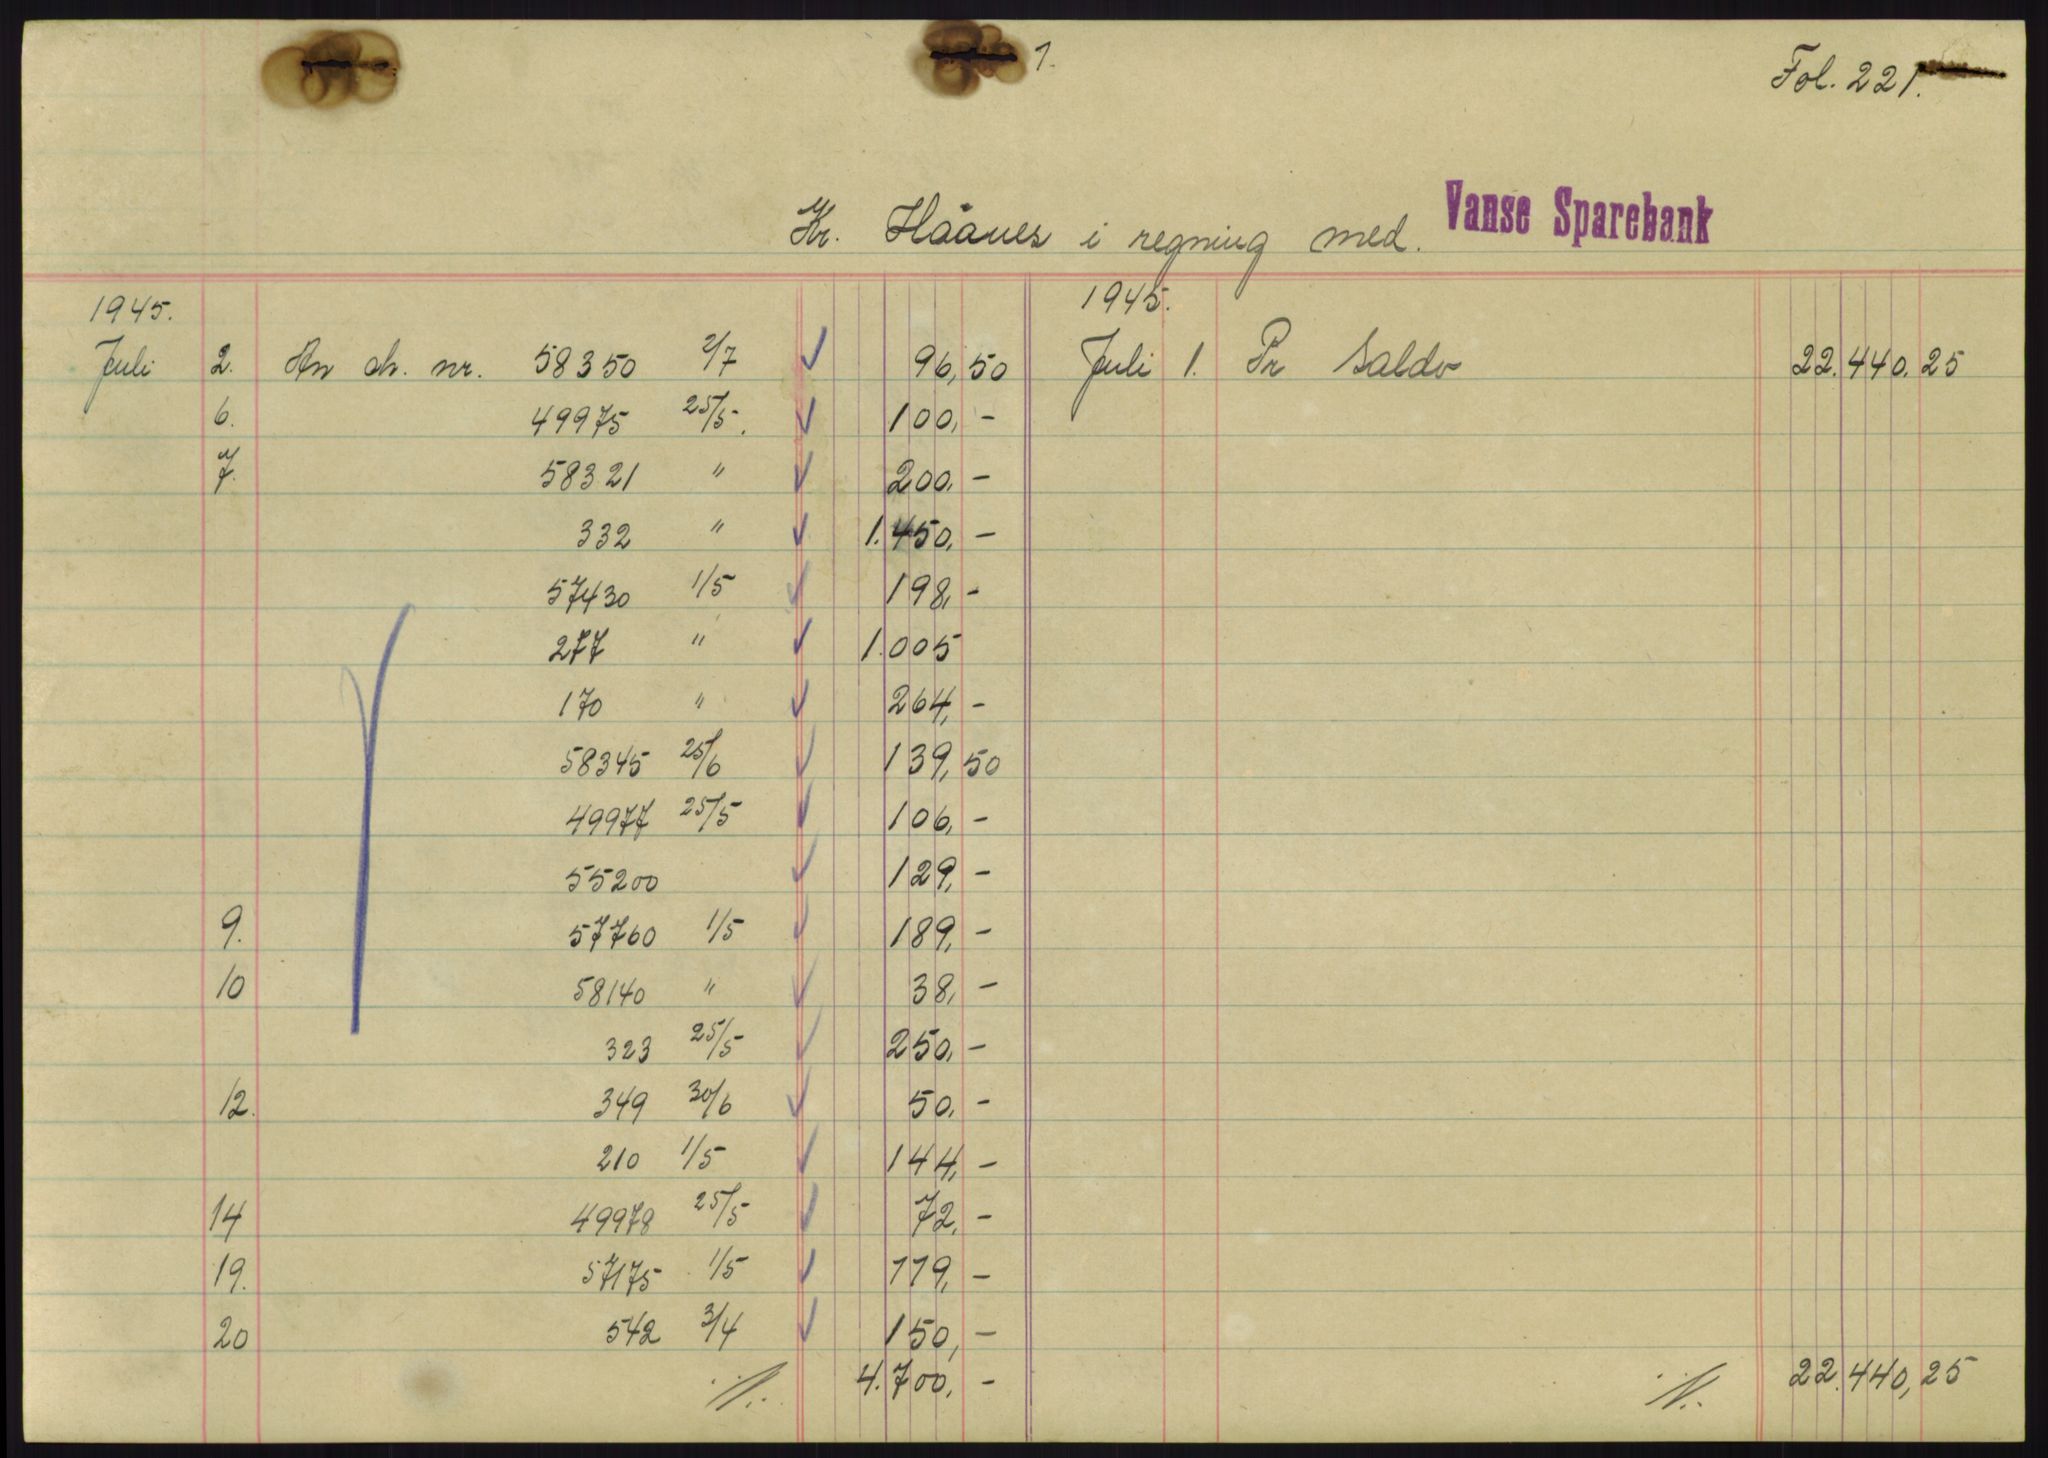 1.
Fol. 221.
Kr. Håanes i regning med. Vanse Sparebank
1945. 1945.
Juli 2. An ch. nr. 58350 2/7 96,50 Juli 1. Pr saldo 22.440.25
6. 49975 25/5. 100,-
7. 58321 " 200,-
332 " 1.450,-
57430 1/5 198,-
277 " 1.005
170 " 264,-
58345 25/6 139,50
49977 25/5 106,-
55200 129,-
9. 57760 1/5 189,-
10 58140 " 38,-
323 25/5 250,-
12. 349 30/6 50,-
210 1/5 144,-
14 49978 25/5 72,-
19. 57175 1/5 119,-
20 542 3/4 150,-
4.700,- 22.440,25